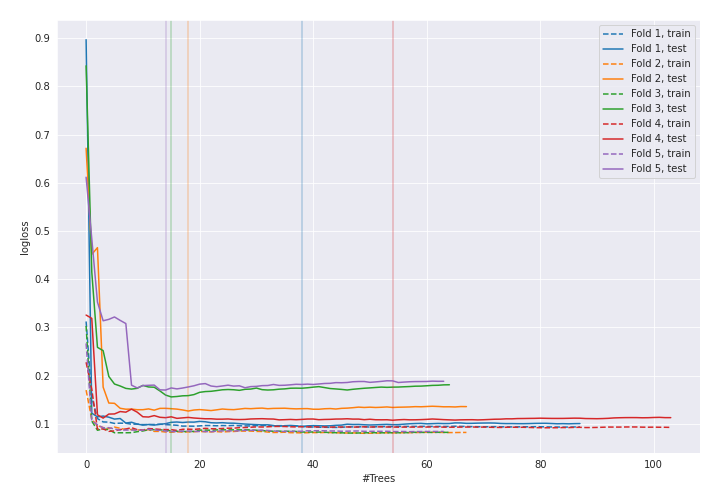 0.9
0.8
0.7
0.6
0.5
0.4
0.3
0.2
0.1
logloss
0
20
40
60
80
100
#Trees
Fold 1, train
Fold 1, test
Fold 2, train
Fold 2, test
Fold 3, train
Fold 3, test
Fold 4, train
Fold 4, test
Fold 5, train
Fold 5, test